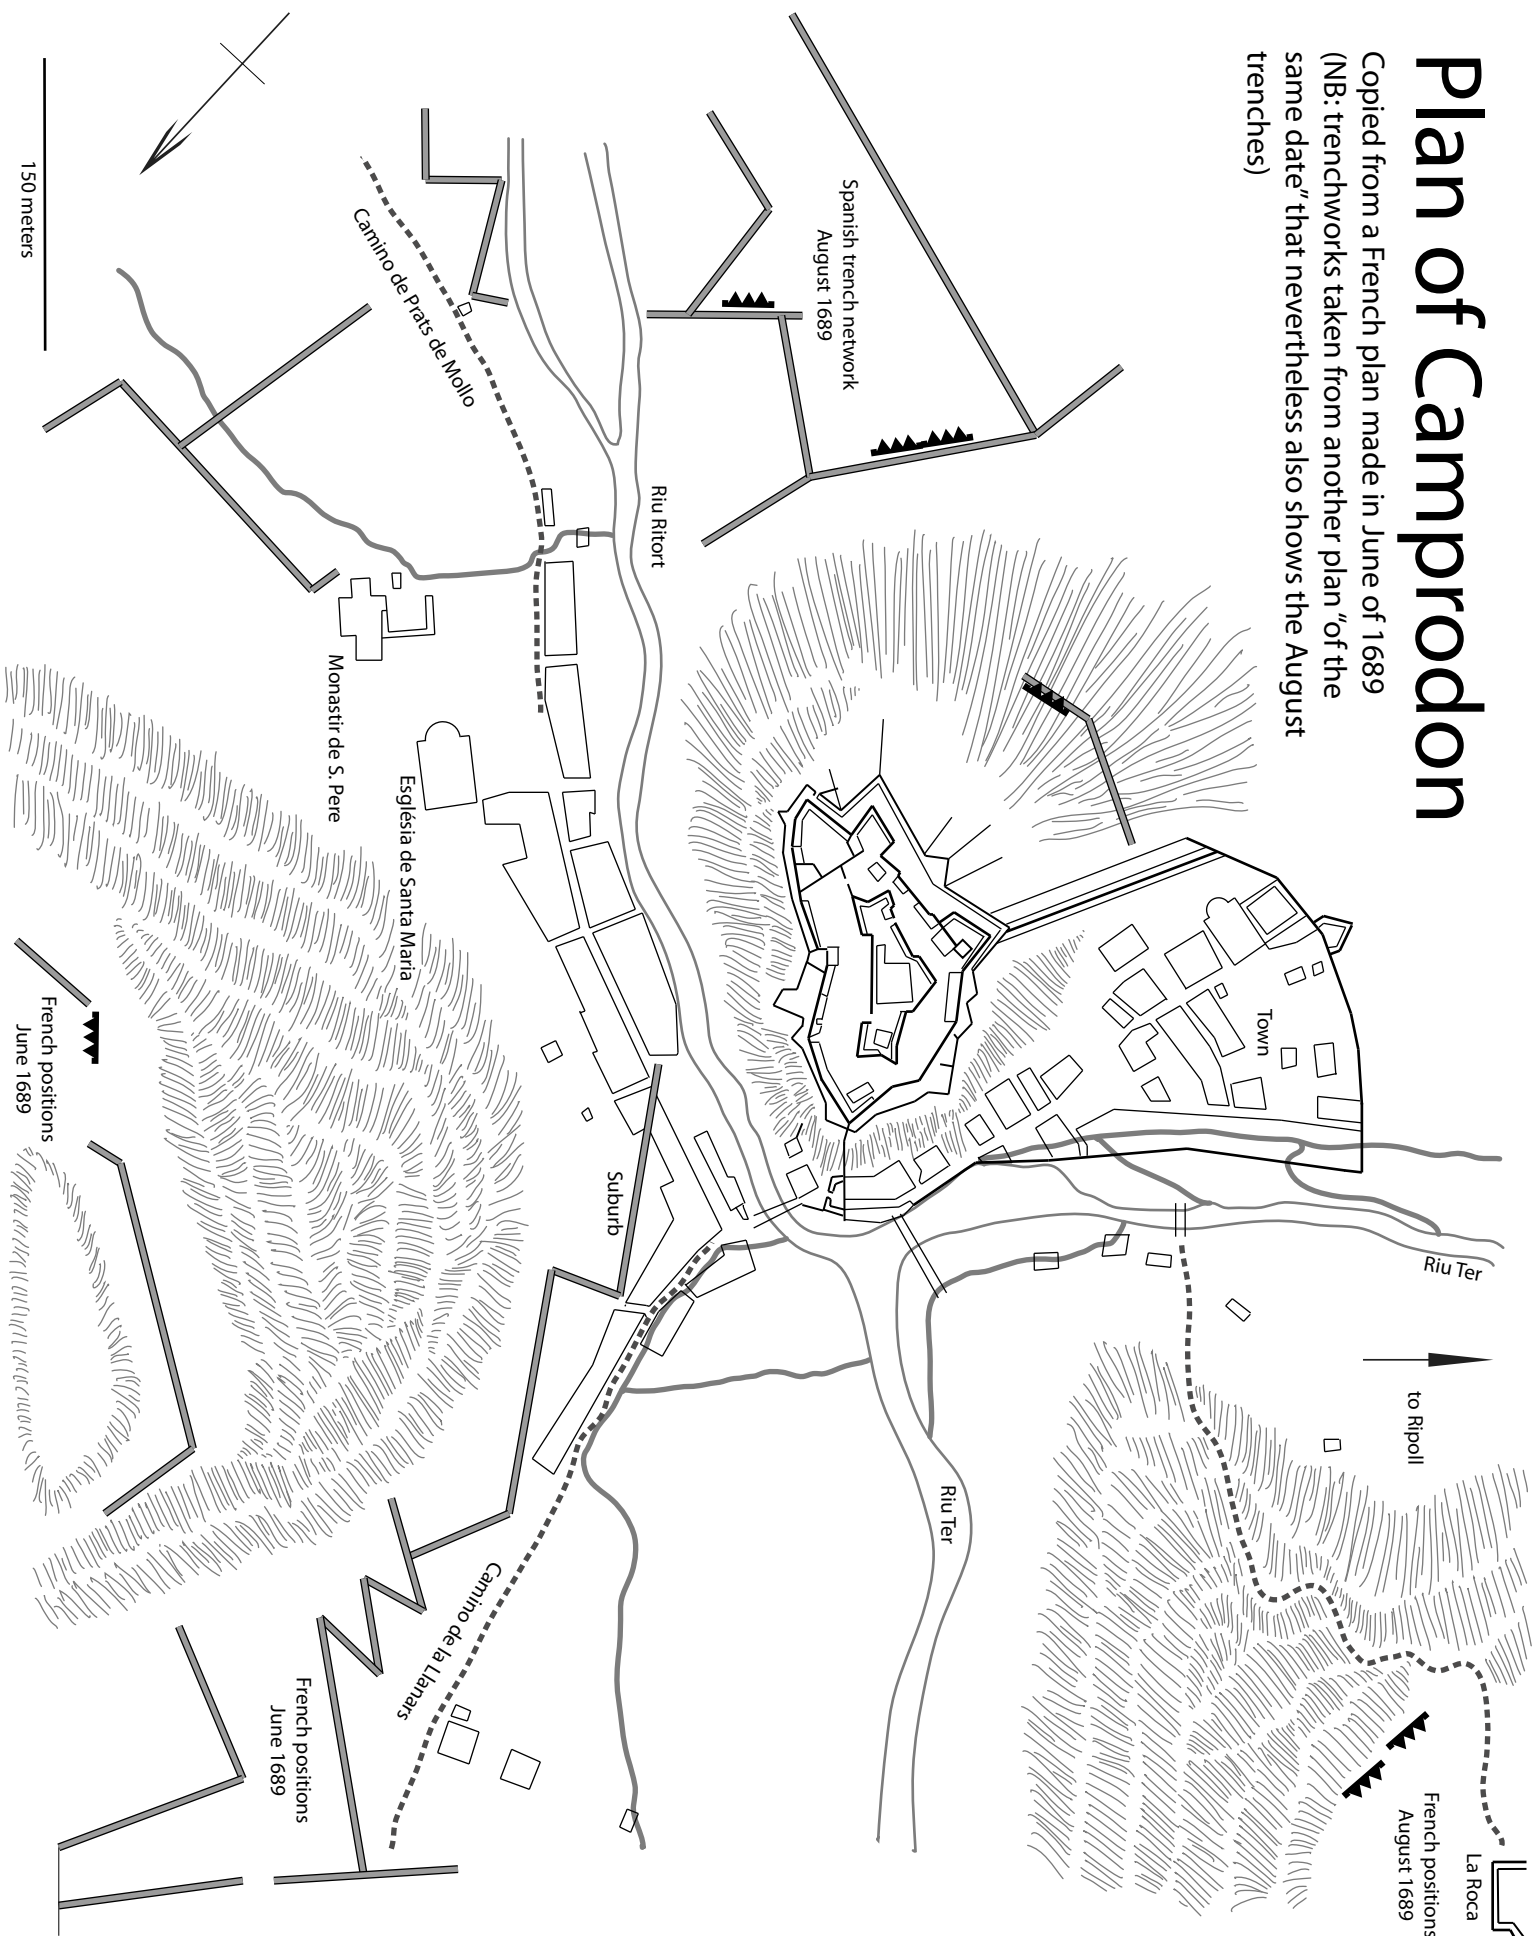 Plan of Camprodon
Copied from a French plan made in June of 1689
(NB: trenchworks taken from another plan “of the
same date” that nevertheless also shows the August
trenches)
150 meters
Camino de Prats de Mollo
Spanish trench network
August 1689
Riu Ritort
Monastir de S. Pere
Església de Santa Maria
Town
French positions
June 1689
Suburb
Riu Ter
to Ripoll
Riu Ter
Camino de la Llanars
French positions
June 1689
French positions
August 1689
La Roca